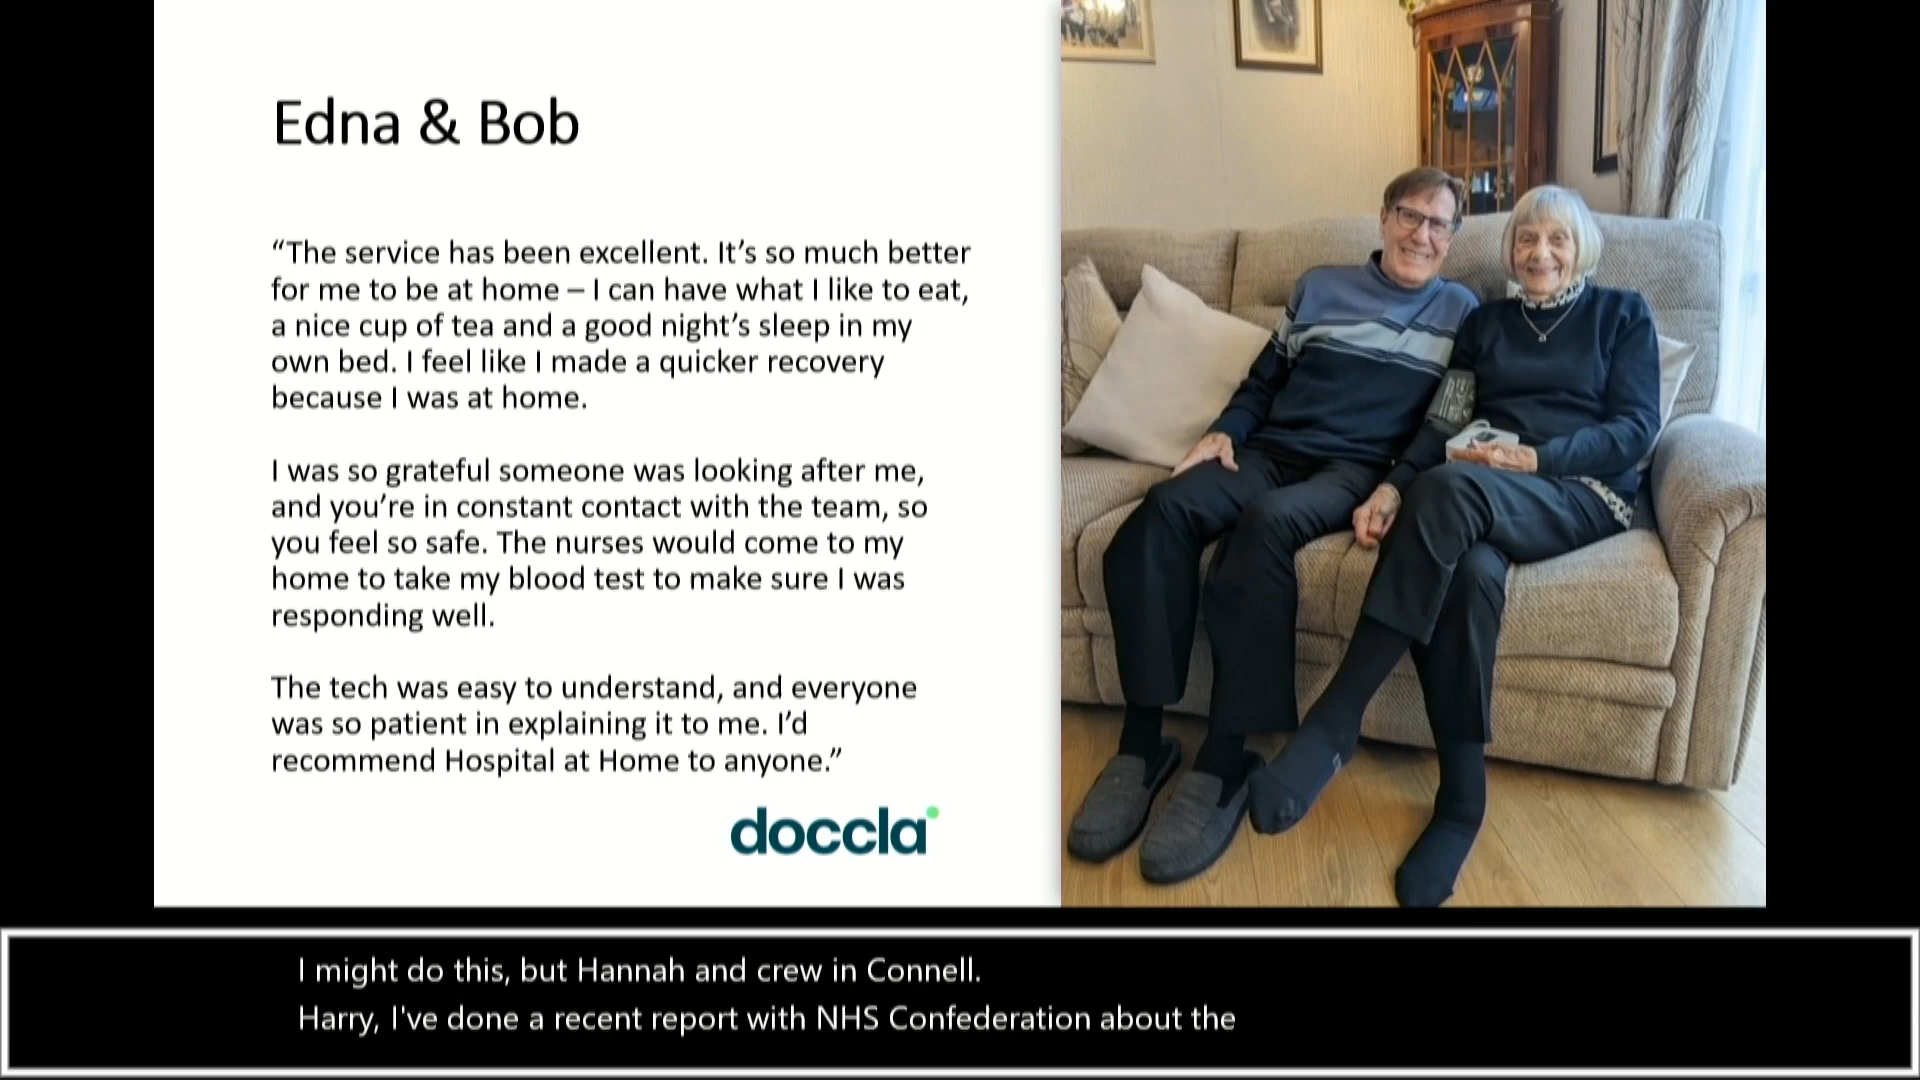 Edna & Bob
“The service has been excellent. It’s so much better
for me to be at home – I can have what I like to eat,
a nice cup of tea and a good night’s sleep in my
own bed. I feel like I made a quicker recovery
because I was at home.
I was so grateful someone was looking after me,
and you’re in constant contact with the team, so
you feel so safe. The nurses would come to my
home to take my blood test to make sure I was
responding well.
The tech was easy to understand, and everyone
was so patient in explaining it to me. I’d
recommend Hospital at Home to anyone.”
doccla
I might do this, but Hannah and crew in Connell.
Harry, I've done a recent report with NHS Confederation about the